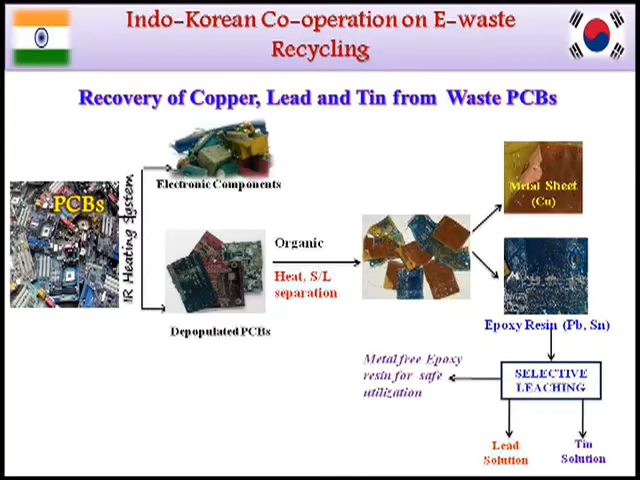 Indo-Korean Co-operation on E-waste
Recycling
Recovery of Copper, Lead and Tin from Waste PCBs
PCBs
IR Heating System
Electronic Components
Depopulated PCBs
Organic
Heat, S/L
separation
Metal Sheet
(Cu)
Epoxy Resin (Pb, Sn)
Metal free Epoxy
resin for safe
utilization
SELECTIVE
LEACHING
Lead
Solution
Tin
Solution